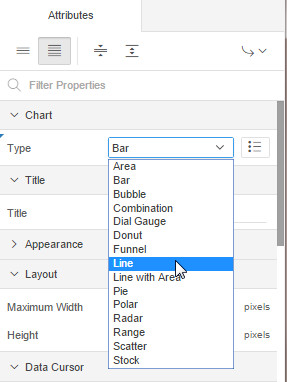 Attributes
Filter Properties
Chart
Type Bar
Area
Bar
Bubble
Combination
Dial Gauge
Donut
Funnel
Line
Line with Area
Pie
Polar
Radar
Range
Scatter
Stock
Title
Title
Appearance
Layout
Maximum Width pixels
Height pixels
Data Cursor